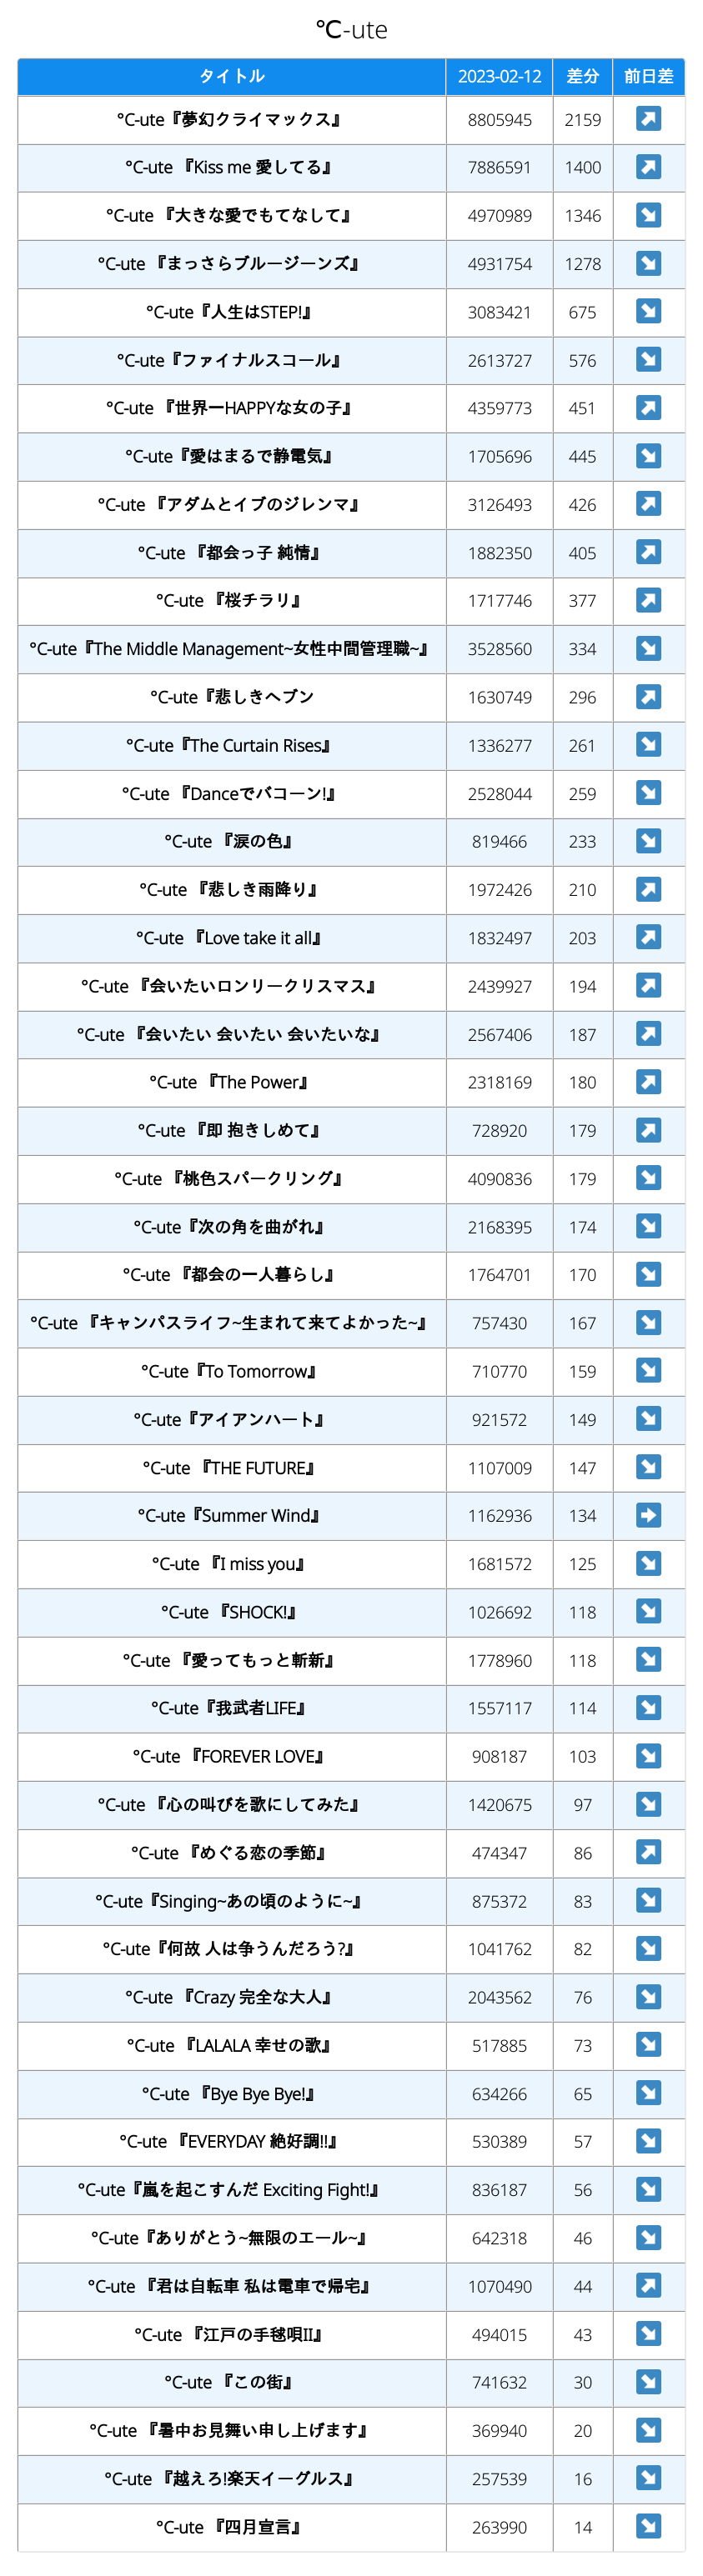 ℃-ute
タイトル 2023-02-12 差分 前日差
℃-ute『夢幻クライマックス』 8805945 2159 ↗
℃-ute 『Kiss me 愛してる』 7886591 1400 ↗
℃-ute 『大きな愛でもてなして』 4970989 1346 ↘
℃-ute 『まっさらブルージーンズ』 4931754 1278 ↘
℃-ute『人生はSTEP!』 3083421 675 ↘
℃-ute『ファイナルスコール』 2613727 576 ↘
℃-ute 『世界一HAPPYな女の子』 4359773 451 ↗
℃-ute『愛はまるで静電気』 1705696 445 ↘
℃-ute 『アダムとイブのジレンマ』 3126493 426 ↗
℃-ute 『都会っ子 純情』 1882350 405 ↗
℃-ute 『桜チラリ』 1717746 377 ↗
℃-ute『The Middle Management~女性中間管理職~』 3528560 334 ↘
℃-ute『悲しきヘブン 1630749 296 ↗
℃-ute『The Curtain Rises』 1336277 261 ↘
℃-ute 『Danceでバコーン!』 2528044 259 ↘
℃-ute 『涙の色』 819466 233 ↘
℃-ute 『悲しき雨降り』 1972426 210 ↗
℃-ute 『Love take it all』 1832497 203 ↗
℃-ute 『会いたいロンリークリスマス』 2439927 194 ↗
℃-ute 『会いたい 会いたい 会いたいな』 2567406 187 ↗
℃-ute 『The Power』 2318169 180 ↗
℃-ute 『即 抱きしめて』 728920 179 ↗
℃-ute 『桃色スパークリング』 4090836 179 ↘
℃-ute『次の角を曲がれ』 2168395 174 ↘
℃-ute 『都会の一人暮らし』 1764701 170 ↘
℃-ute 『キャンパスライフ~生まれて来てよかった~』 757430 167 ↘
℃-ute『To Tomorrow』 710770 159 ↘
℃-ute『アイアンハート』 921572 149 ↘
℃-ute 『THE FUTURE』 1107009 147 ↘
℃-ute『Summer Wind』 1162936 134 ➡
℃-ute 『I miss you』 1681572 125 ↘
℃-ute 『SHOCK!』 1026692 118 ↘
℃-ute 『愛ってもっと斬新』 1778960 118 ↘
℃-ute『我武者LIFE』 1557117 114 ↘
℃-ute 『FOREVER LOVE』 908187 103 ↘
℃-ute 『心の叫びを歌にしてみた』 1420675 97 ↘
℃-ute 『めぐる恋の季節』 474347 86 ↗
℃-ute『Singing~あの頃のように~』 875372 83 ↘
℃-ute『何故 人は争うんだろう?』 1041762 82 ↘
℃-ute 『Crazy 完全な大人』 2043562 76 ↘
℃-ute 『LALALA 幸せの歌』 517885 73 ↘
℃-ute 『Bye Bye Bye!』 634266 65 ↘
℃-ute 『EVERYDAY 絶好調!!』 530389 57 ↘
℃-ute『嵐を起こすんだ Exciting Fight!』 836187 56 ↘
℃-ute『ありがとう~無限のエール~』 642318 46 ↘
℃-ute 『君は自転車 私は電車で帰宅』 1070490 44 ↗
℃-ute 『江戸の手毬唄II』 494015 43 ↘
℃-ute 『この街』 741632 30 ↘
℃-ute 『暑中お見舞い申し上げます』 369940 20 ↘
℃-ute 『越えろ!楽天イーグルス』 257539 16 ↘
℃-ute 『四月宣言』 263990 14 ↘